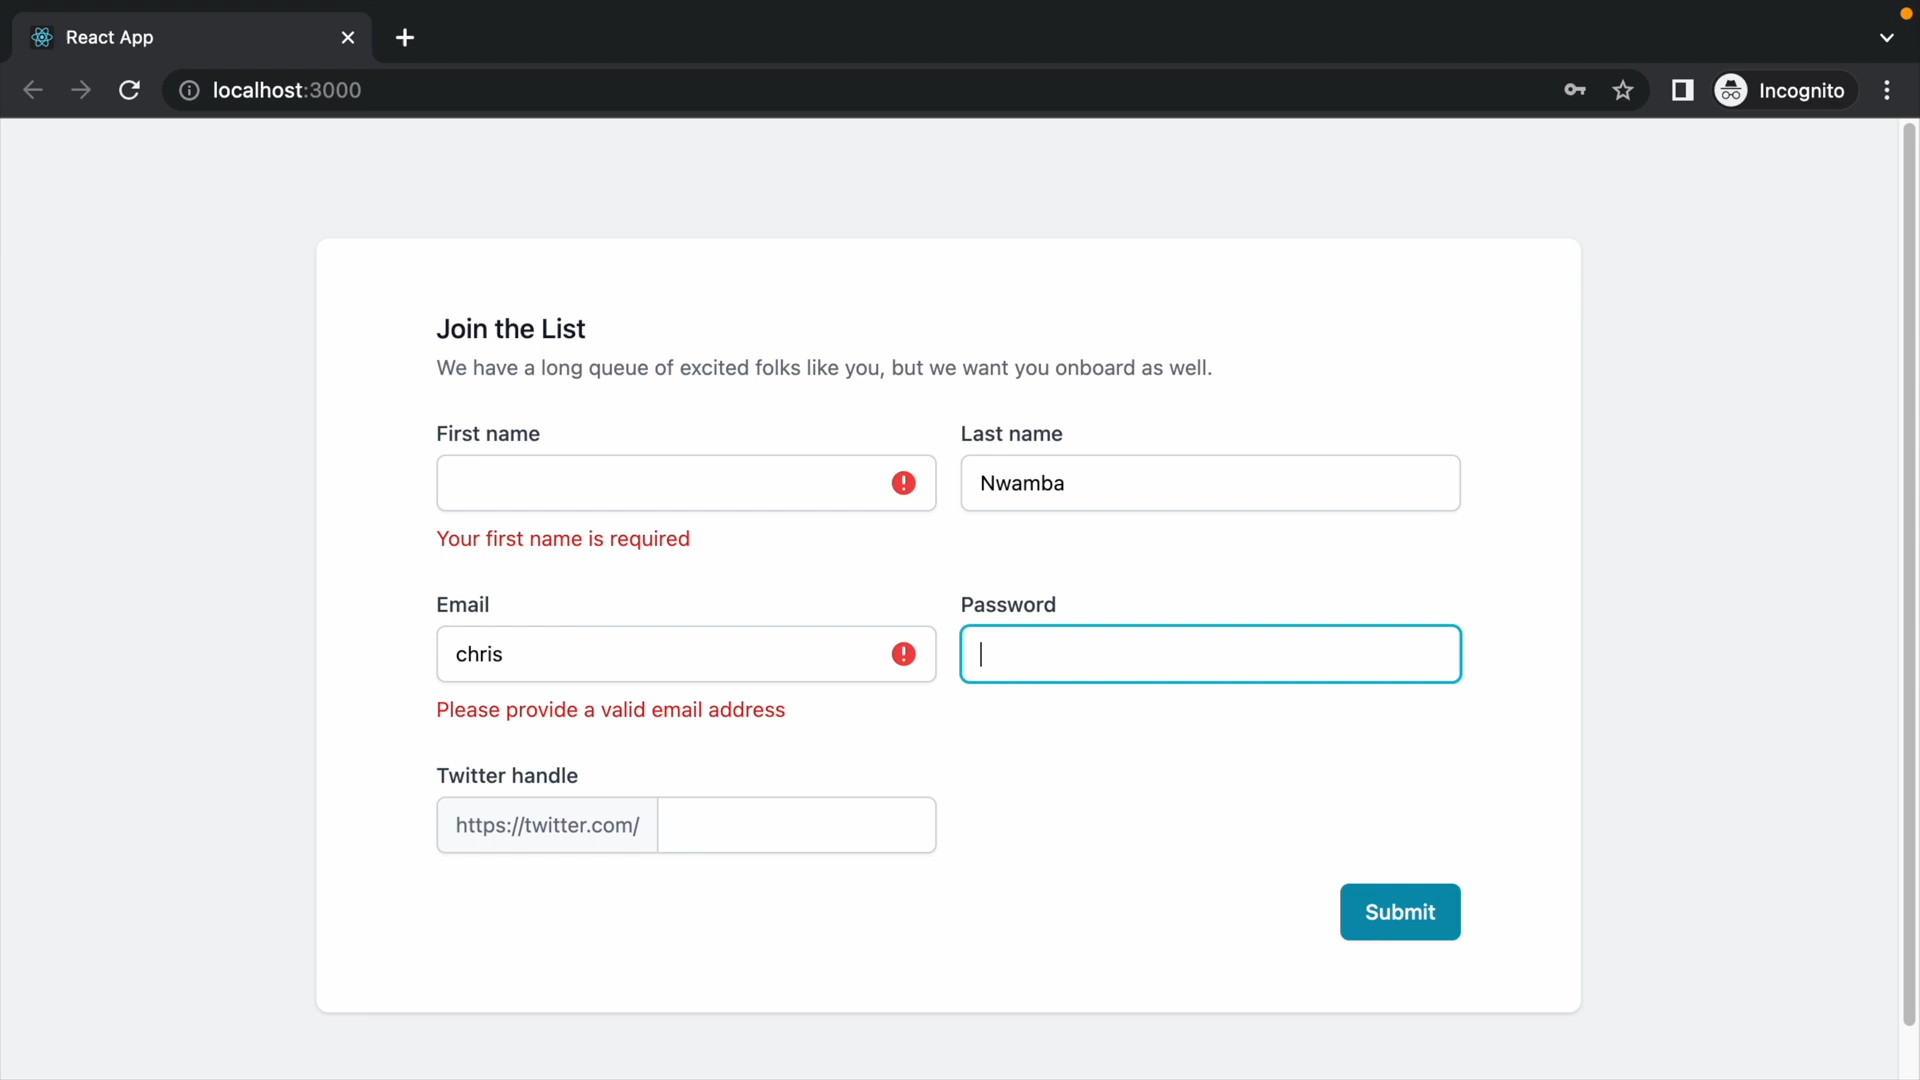 React App
localhost:3000
Incognito
Join the List
We have a long queue of excited folks like you, but we want you onboard as well.
First name
Last name
Nwamba
Your first name is required
Email
Password
chris
Please provide a valid email address
Twitter handle
https://twitter.com/
Submit